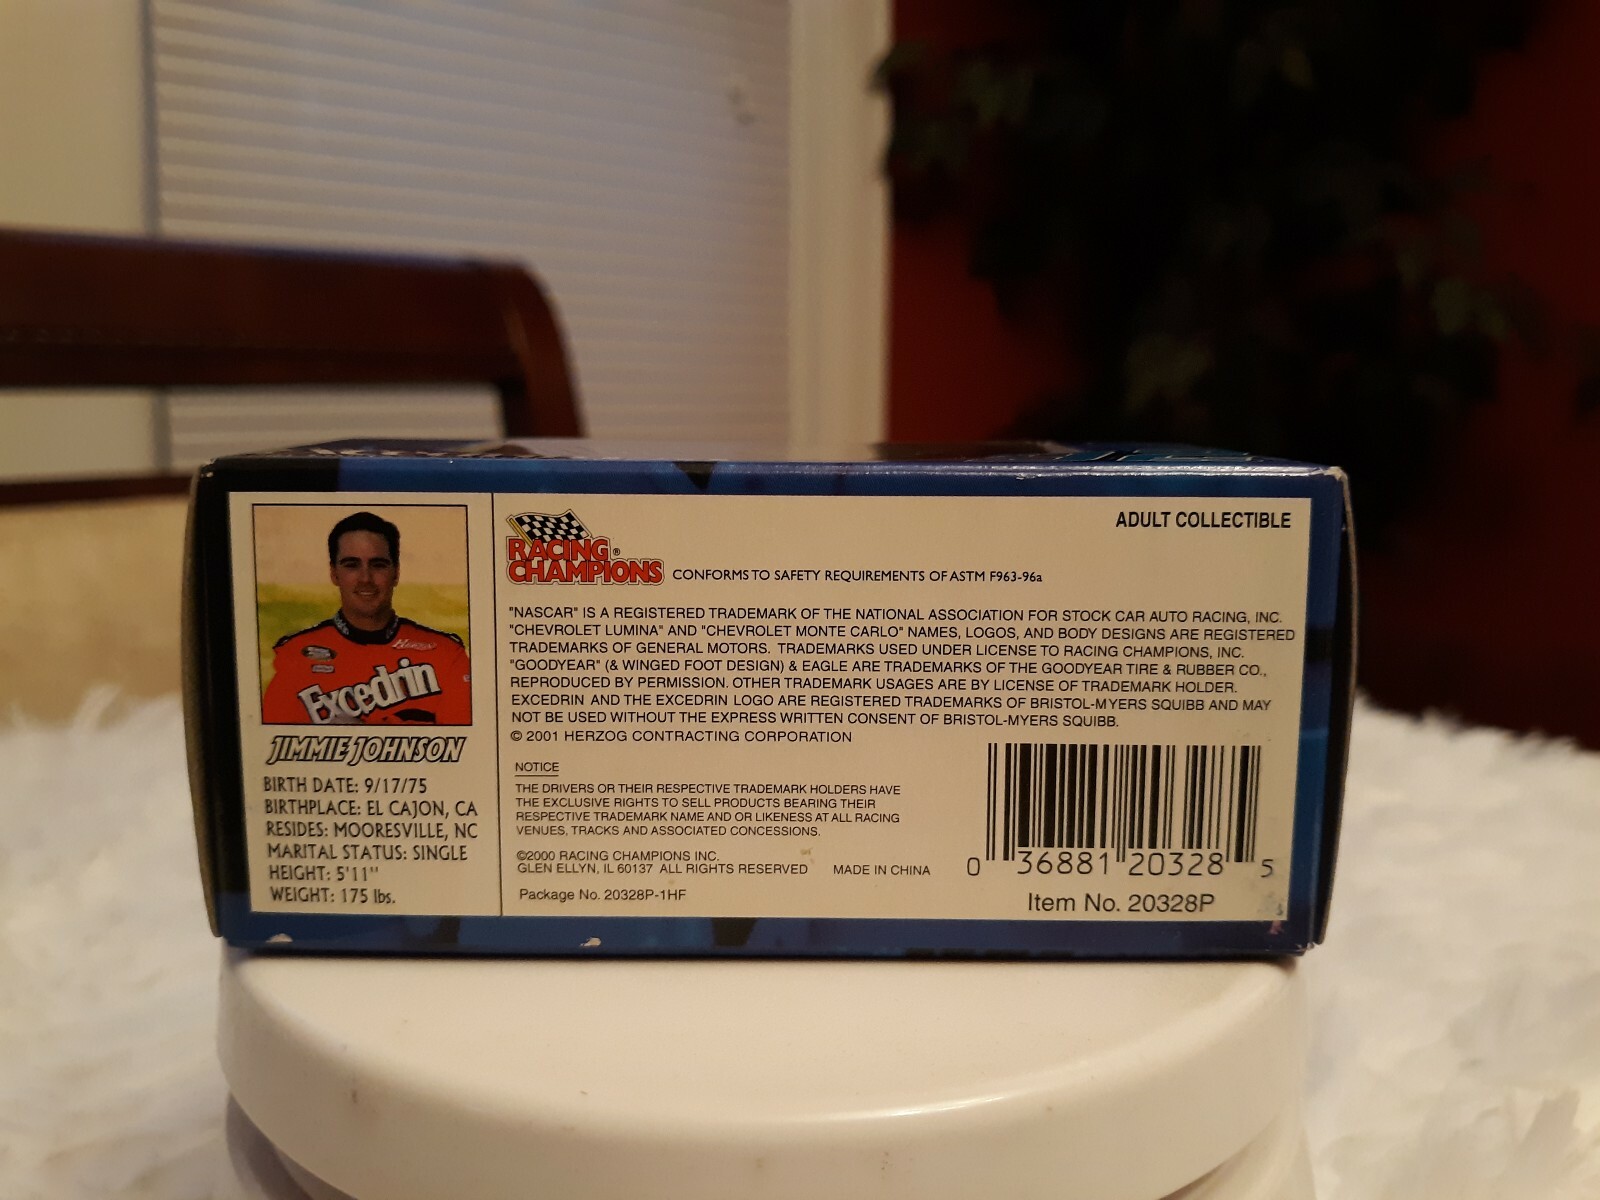 Excedrin
JIMMIE JOHNSON
BIRTH DATE: 9/17/75
BIRTHPLACE: EL CAJON, CA
RESIDES: MOORESVILLE, NC
MARITAL STATUS: SINGLE
HEIGHT: 5'11"
WEIGHT: 175 lbs.
RACING ®
CHAMPIONS
CONFORMS TO SAFETY REQUIREMENTS OF ASTM F963-96a
ADULT COLLECTIBLE
"NASCAR" IS A REGISTERED TRADEMARK OF THE NATIONAL ASSOCIATION FOR STOCK CAR AUTO RACING, INC.
"CHEVROLET LUMINA" AND "CHEVROLET MONTE CARLO" NAMES, LOGOS, AND BODY DESIGNS ARE REGISTERED
TRADEMARKS OF GENERAL MOTORS. TRADEMARKS USED UNDER LICENSE TO RACING CHAMPIONS, INC.
"GOODYEAR" (& WINGED FOOT DESIGN) & EAGLE ARE TRADEMARKS OF THE GOODYEAR TIRE & RUBBER CO.,
REPRODUCED BY PERMISSION. OTHER TRADEMARK USAGES ARE BY LICENSE OF TRADEMARK HOLDER.
EXCEDRIN AND THE EXCEDRIN LOGO ARE REGISTERED TRADEMARKS OF BRISTOL-MYERS SQUIBB AND MAY
NOT BE USED WITHOUT THE EXPRESS WRITTEN CONSENT OF BRISTOL-MYERS SQUIBB.
© 2001 HERZOG CONTRACTING CORPORATION
NOTICE
THE DRIVERS OR THEIR RESPECTIVE TRADEMARK HOLDERS HAVE
THE EXCLUSIVE RIGHTS TO SELL PRODUCTS BEARING THEIR
RESPECTIVE TRADEMARK NAME AND OR LIKENESS AT ALL RACING
VENUES, TRACKS AND ASSOCIATED CONCESSIONS.
©2000 RACING CHAMPIONS INC.
GLEN ELLYN, IL 60137 ALL RIGHTS RESERVED MADE IN CHINA
Package No. 20328P-1HF
0 36881 20328 5
Item No. 20328P